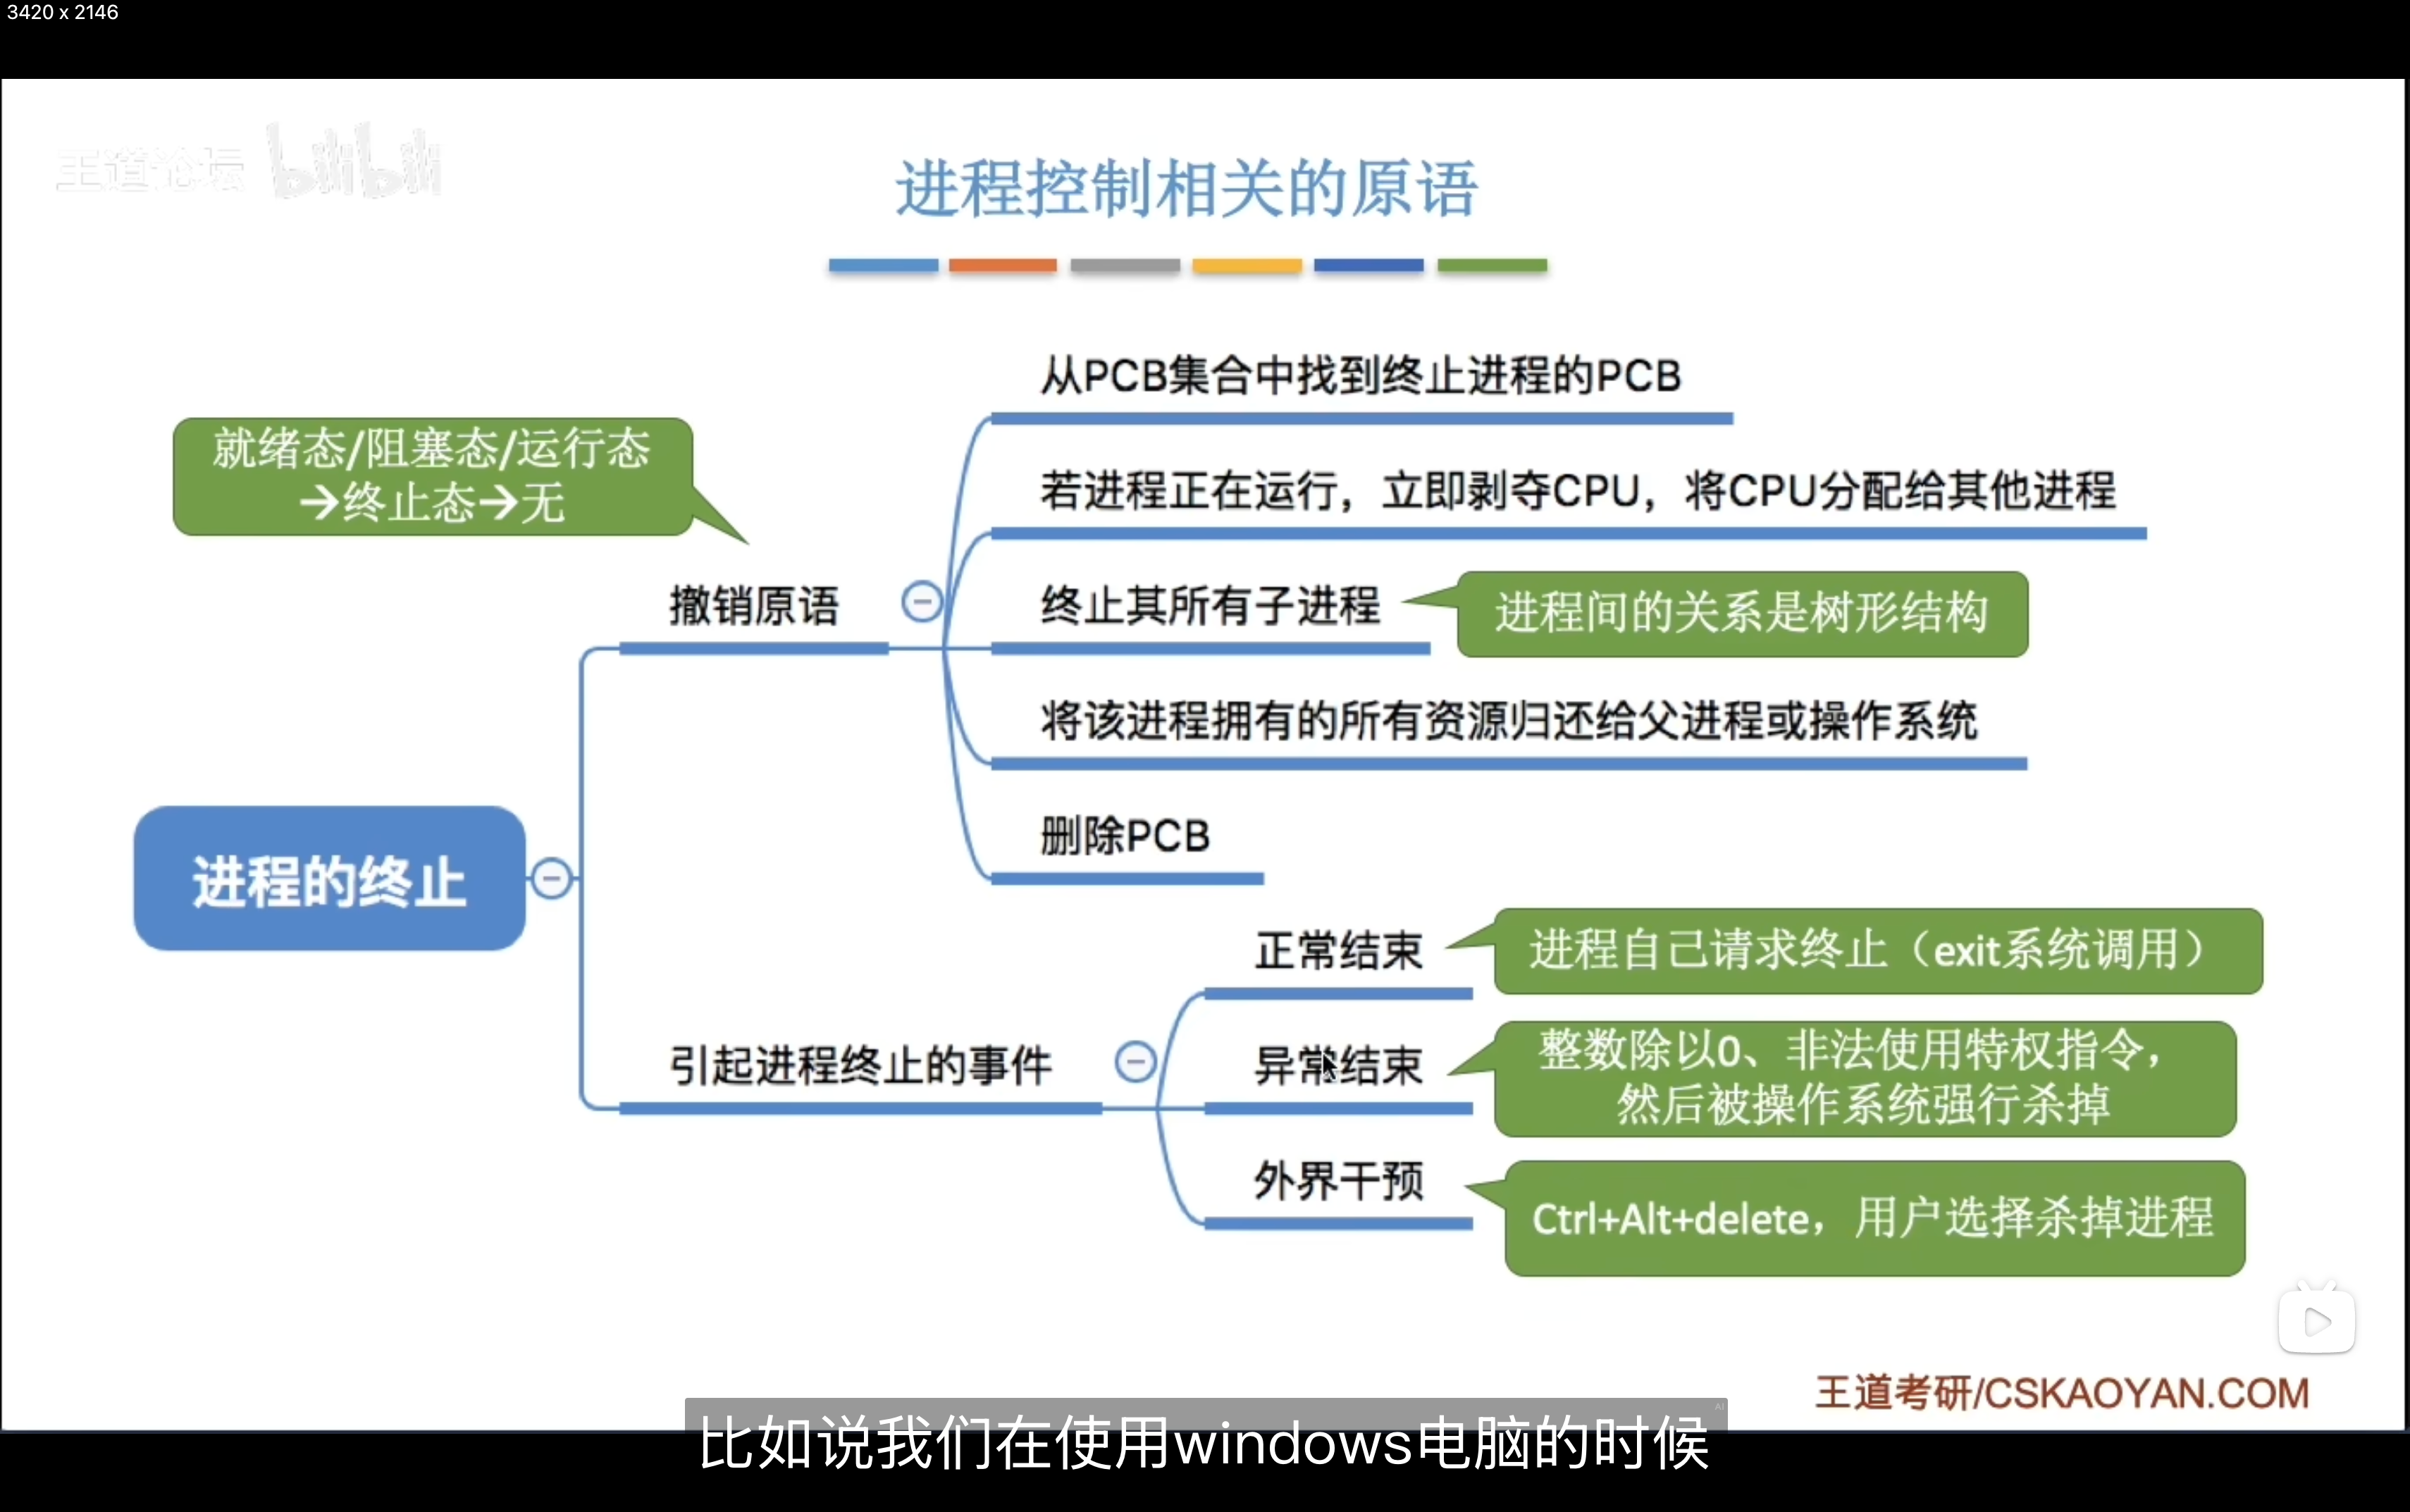 3420 x 2146
王道论坛 bilibili
进程控制相关的原语
从PCB集合中找到终止进程的PCB
就绪态/阻塞态/运行态
→终止态→无
若进程正在运行，立即剥夺CPU，将CPU分配给其他进程
撤销原语
终止其所有子进程
进程间的关系是树形结构
将该进程拥有的所有资源归还给父进程或操作系统
删除PCB
进程的终止
正常结束
进程自己请求终止（exit系统调用）
引起进程终止的事件
异常结束
整数除以0、非法使用特权指令，
然后被操作系统强行杀掉
外界干预
Ctrl+Alt+delete，用户选择杀掉进程
王道考研/CSKAOYAN.COM
AI
比如说我们在使用windows电脑的时候